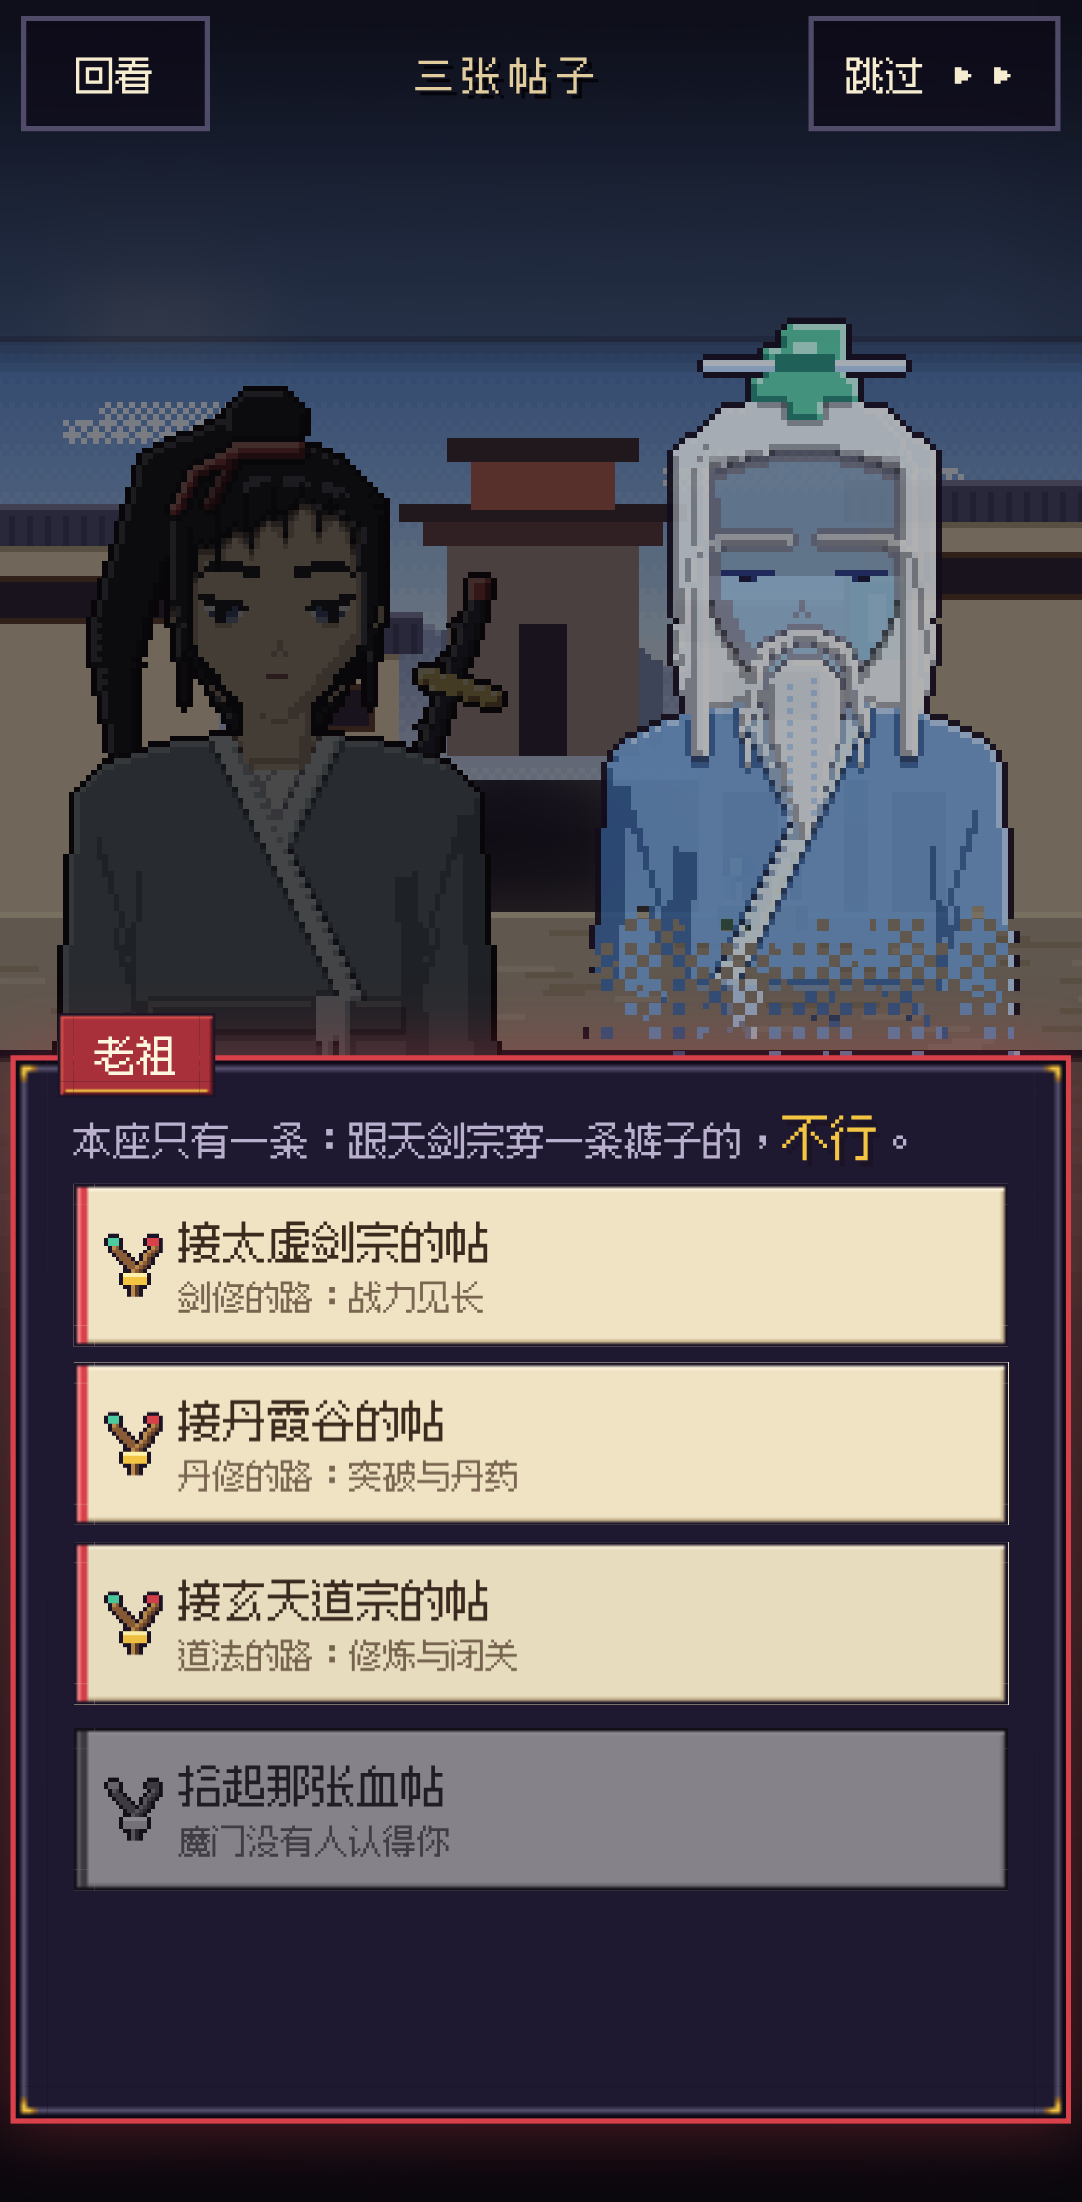 回看
三张帖子
跳过 ▸ ▸
老祖
本座只有一条：跟天剑宗穿一条裤子的，不行。
接太虚剑宗的帖
剑修的路：战力见长
接丹霞谷的帖
丹修的路：突破与丹药
接玄天道宗的帖
道法的路：修炼与闭关
拾起那张血帖
魔门没有人认得你